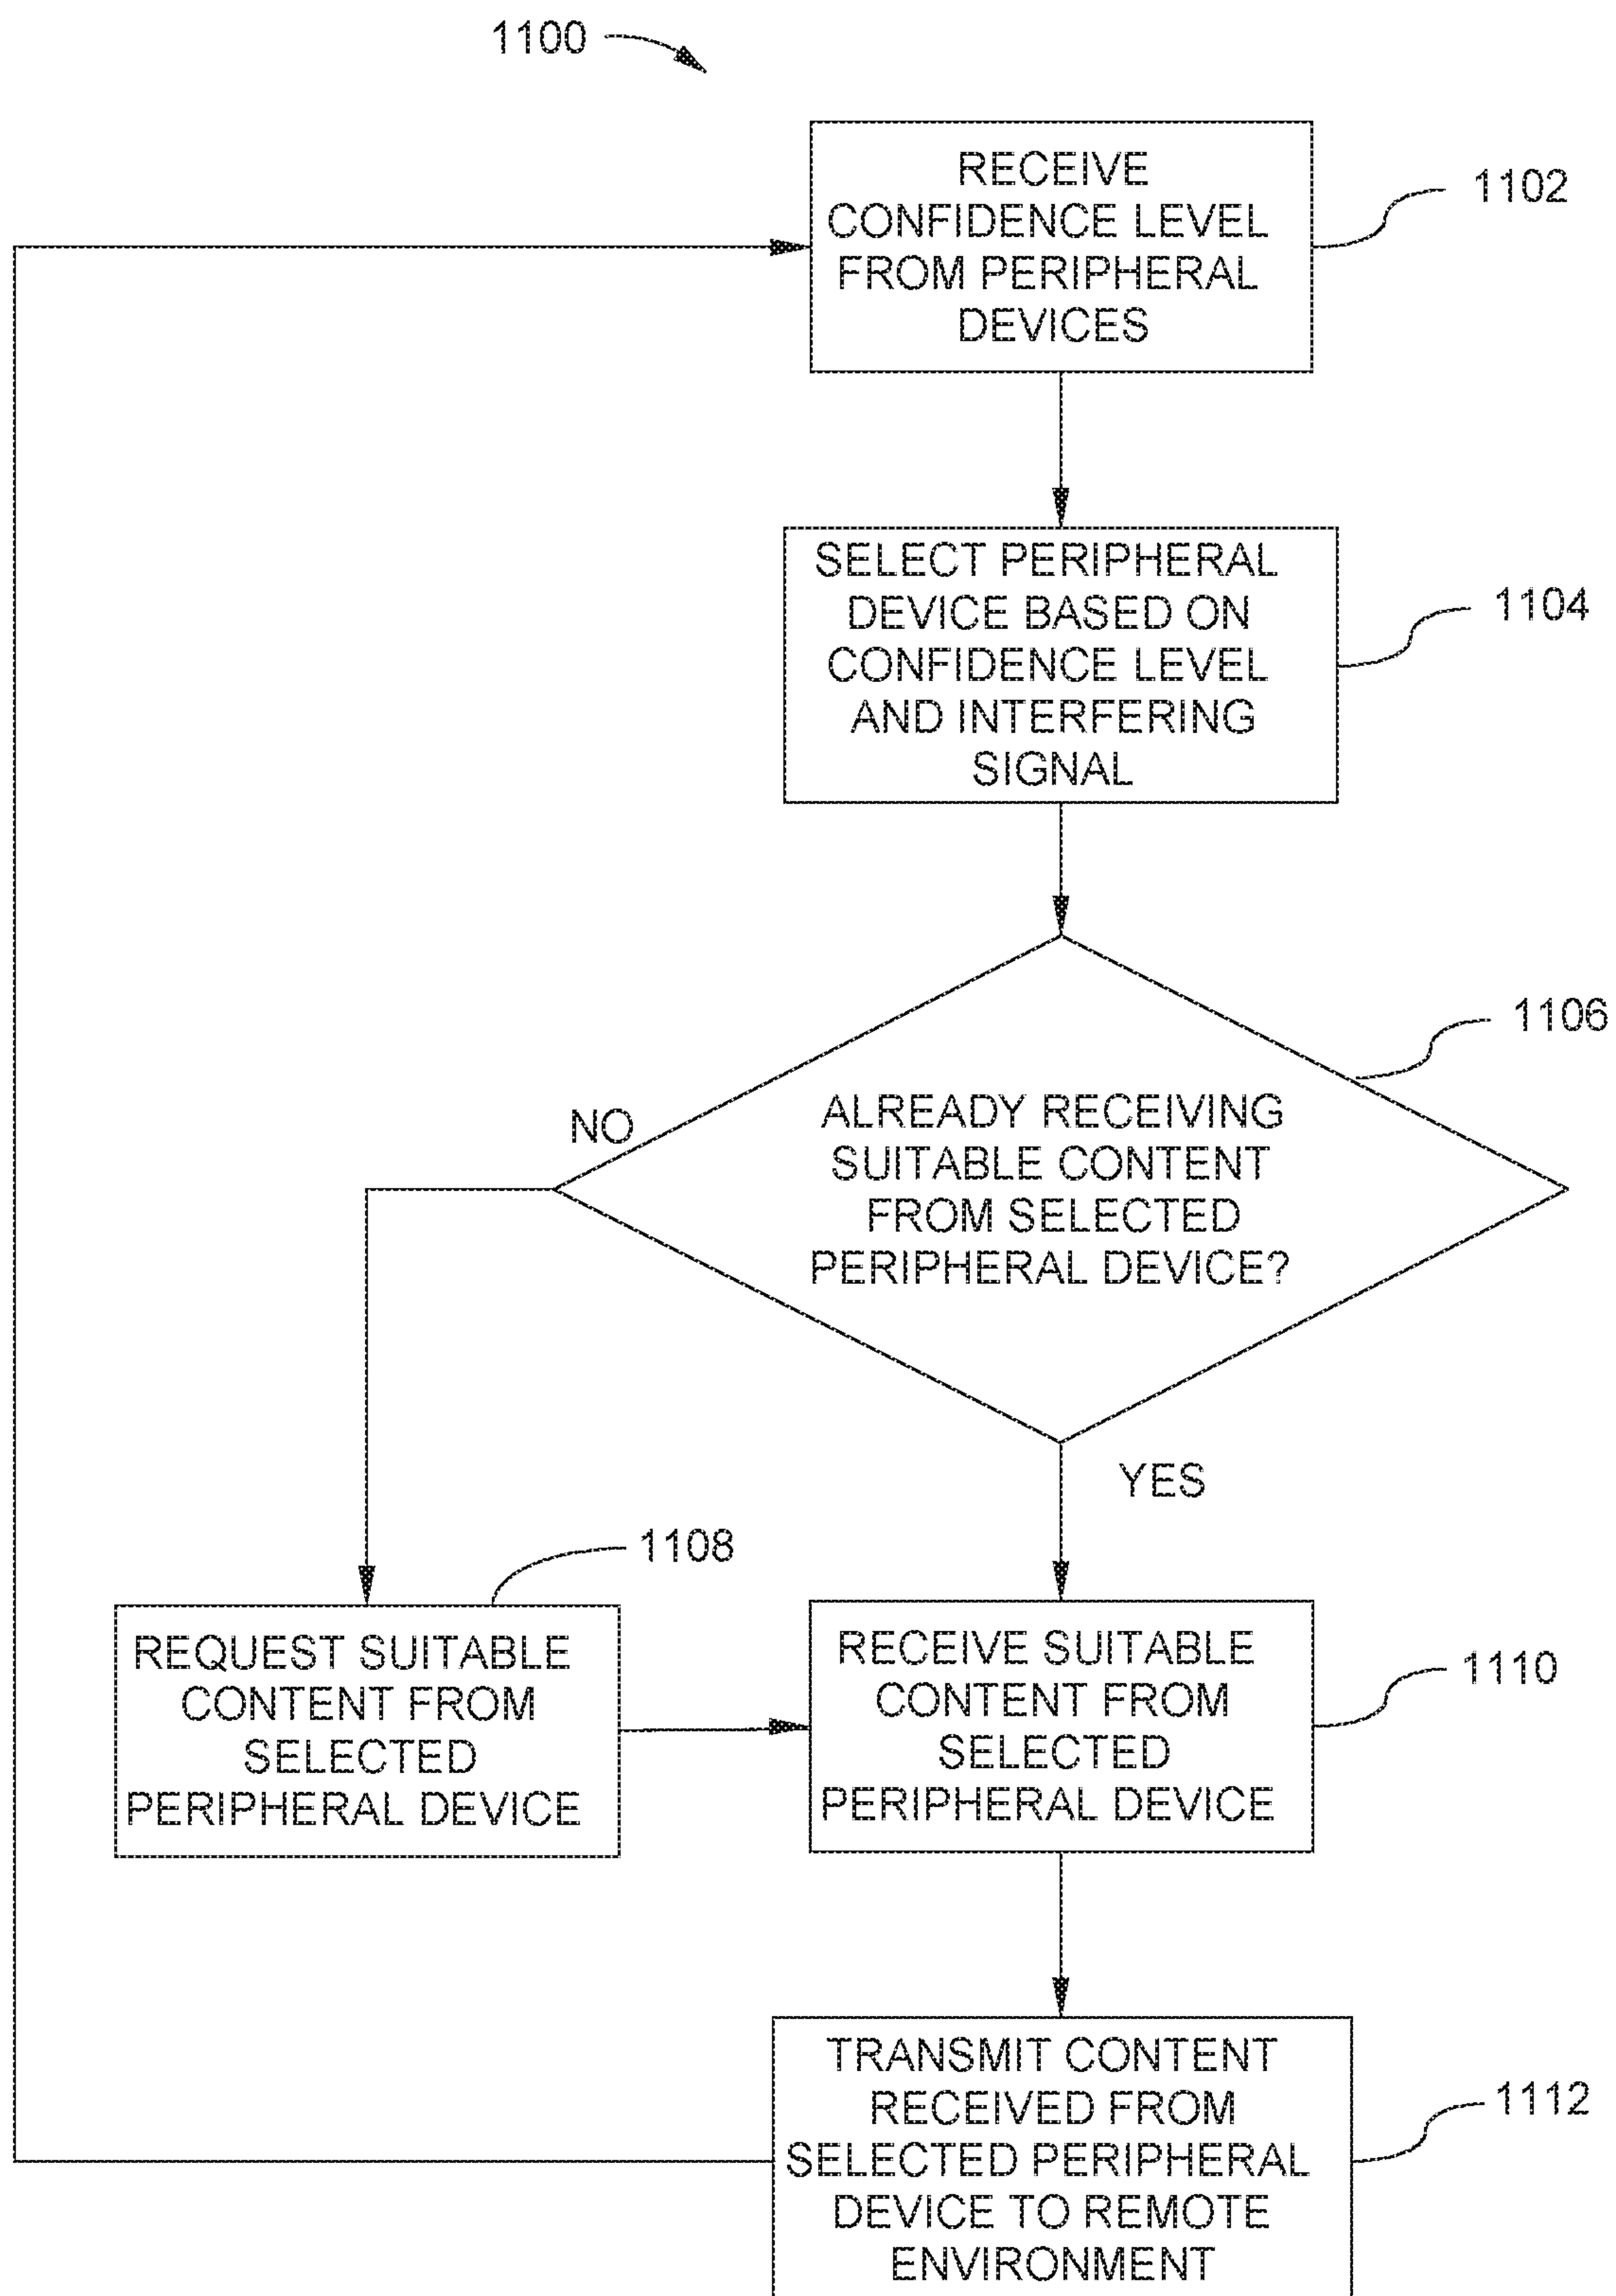 1100
RECEIVE
CONFIDENCE LEVEL
FROM PERIPHERAL
DEVICES
1102
SELECT PERIPHERAL
DEVICE BASED ON
CONFIDENCE LEVEL
AND INTERFERING
SIGNAL
1104
ALREADY RECEIVING
SUITABLE CONTENT
FROM SELECTED
PERIPHERAL DEVICE?
1106
NO
YES
REQUEST SUITABLE
CONTENT FROM
SELECTED
PERIPHERAL DEVICE
1108
RECEIVE SUITABLE
CONTENT FROM
SELECTED
PERIPHERAL DEVICE
1110
TRANSMIT CONTENT
RECEIVED FROM
SELECTED PERIPHERAL
DEVICE TO REMOTE
ENVIRONMENT
1112